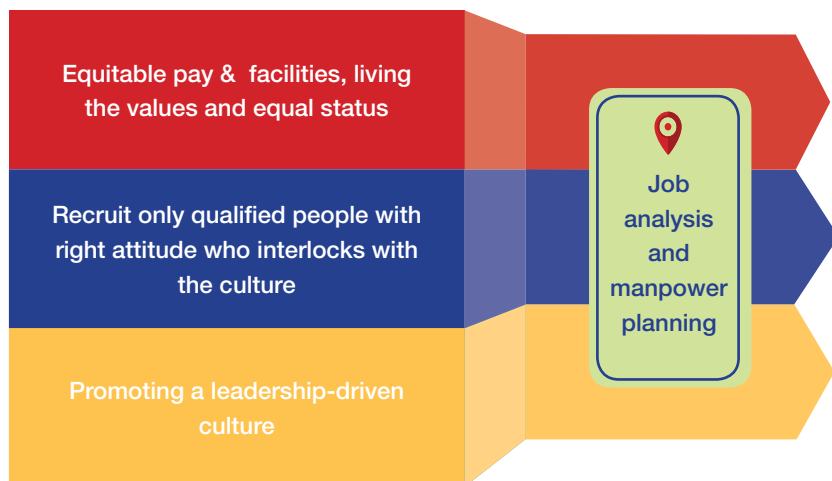 Equitable pay & facilities, living
the values and equal status
Recruit only qualified people with
right attitude who interlocks with
the culture
Promoting a leadership-driven
culture
Job
analysis
and
manpower
planning